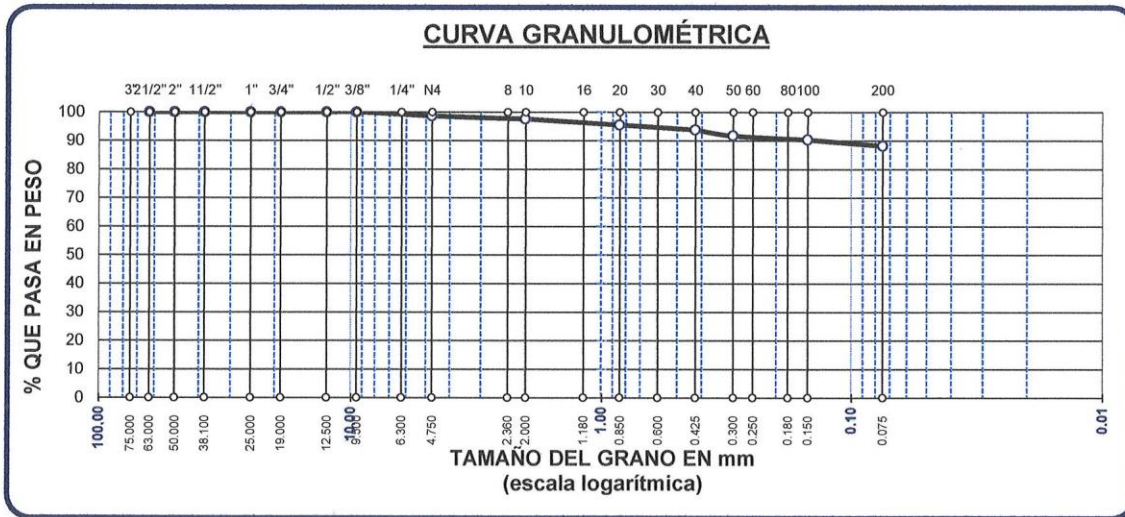 CURVA GRANULOMÉTRICA
3" 21/2" 2" 11/2" 1" 3/4" 1/2" 3/8" 1/4" N4 8 10 16 20 30 40 50 60 80 100 200
% QUE PASA EN PESO
100
90
80
70
60
50
40
30
20
10
0
100.00 75.000 63.000 50.000 38.100 25.000 19.000 12.500 10.00 9.500 6.300 4.750 2.360 2.000 1.180 1.00 0.850 0.600 0.425 0.300 0.250 0.180 0.150 0.10 0.075 0.01
TAMAÑO DEL GRANO EN mm
(escala logarítmica)